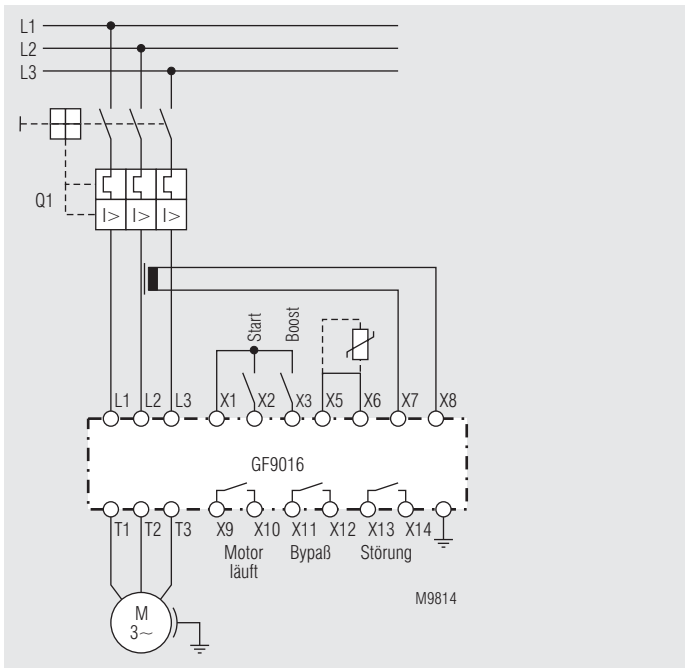 L1
L2
L3
Q1
I> I> I>
Start
Boost
L1 L2 L3 X1 X2 X3 X5 X6 X7 X8
GF9016
T1 T2 T3 X9 X10 X11 X12 X13 X14
Motor läuft
Bypaß
Störung
M
3~
M9814